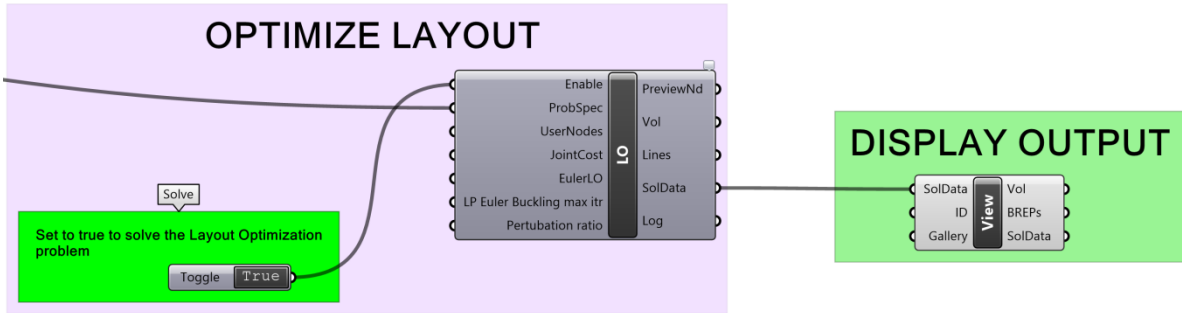 OPTIMIZE LAYOUT
Enable
ProbSpec
UserNodes
JointCost
EulerLO
LP Euler Buckling max itr
Pertubation ratio
LO
PreviewNd
Vol
Lines
SolData
Log
Solve
Set to true to solve the Layout Optimization
problem
Toggle True
DISPLAY OUTPUT
SolData
ID
Gallery
View
Vol
BREPs
SolData